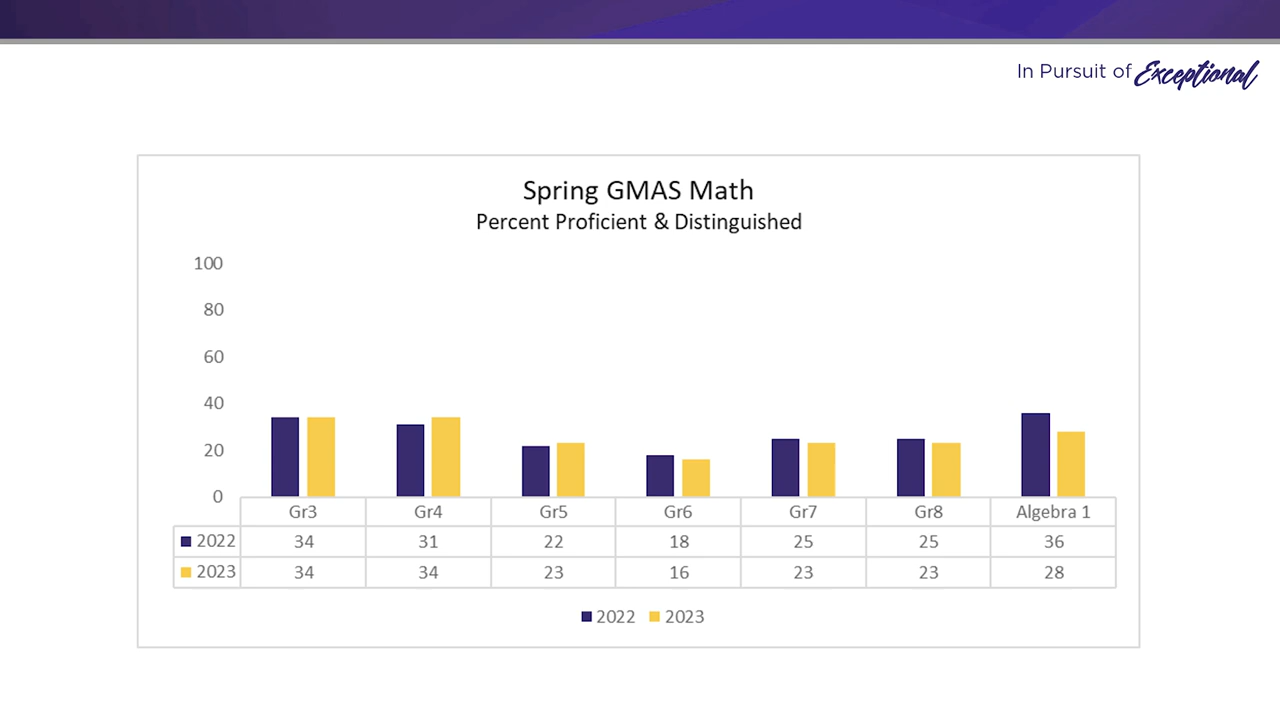 In Pursuit of Exceptional
Spring GMAS Math
Percent Proficient & Distinguished
100
80
60
40
20
0
Gr3 Gr4 Gr5 Gr6 Gr7 Gr8 Algebra 1
2022 34 31 22 18 25 25 36
2023 34 34 23 16 23 23 28
2022 2023